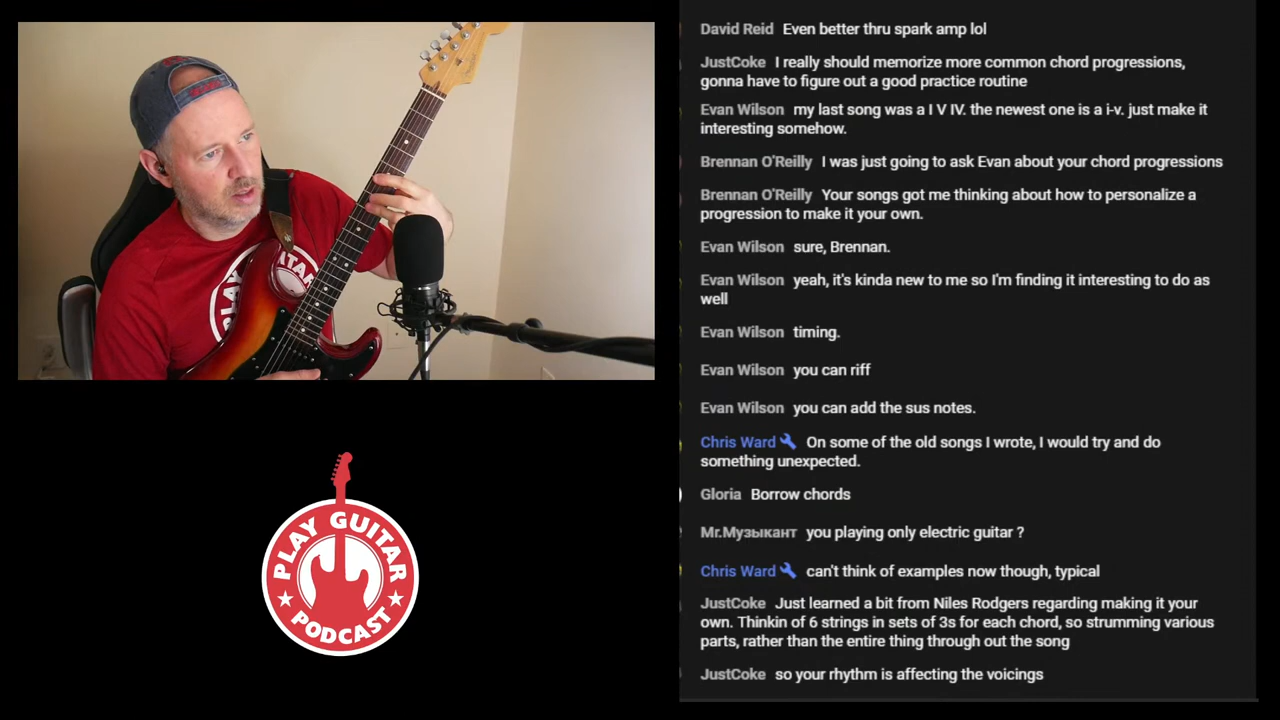 David Reid Even better thru spark amp lol
JustCoke I really should memorize more common chord progressions,
gonna have to figure out a good practice routine
Evan Wilson my last song was a I V IV. the newest one is a i-v. just make it
interesting somehow.
Brennan O'Reilly I was just going to ask Evan about your chord progressions
Brennan O'Reilly Your songs got me thinking about how to personalize a
progression to make it your own.
Evan Wilson sure, Brennan.
Evan Wilson yeah, it's kinda new to me so I'm finding it interesting to do as
well
Evan Wilson timing.
Evan Wilson you can riff
Evan Wilson you can add the sus notes.
Chris Ward On some of the old songs I wrote, I would try and do
something unexpected.
Gloria Borrow chords
Mr.Музыкант you playing only electric guitar ?
Chris Ward can't think of examples now though, typical
JustCoke Just learned a bit from Niles Rodgers regarding making it your
own. Thinkin of 6 strings in sets of 3s for each chord, so strumming various
parts, rather than the entire thing through out the song
JustCoke so your rhythm is affecting the voicings
PLAY GUITAR
PODCAST